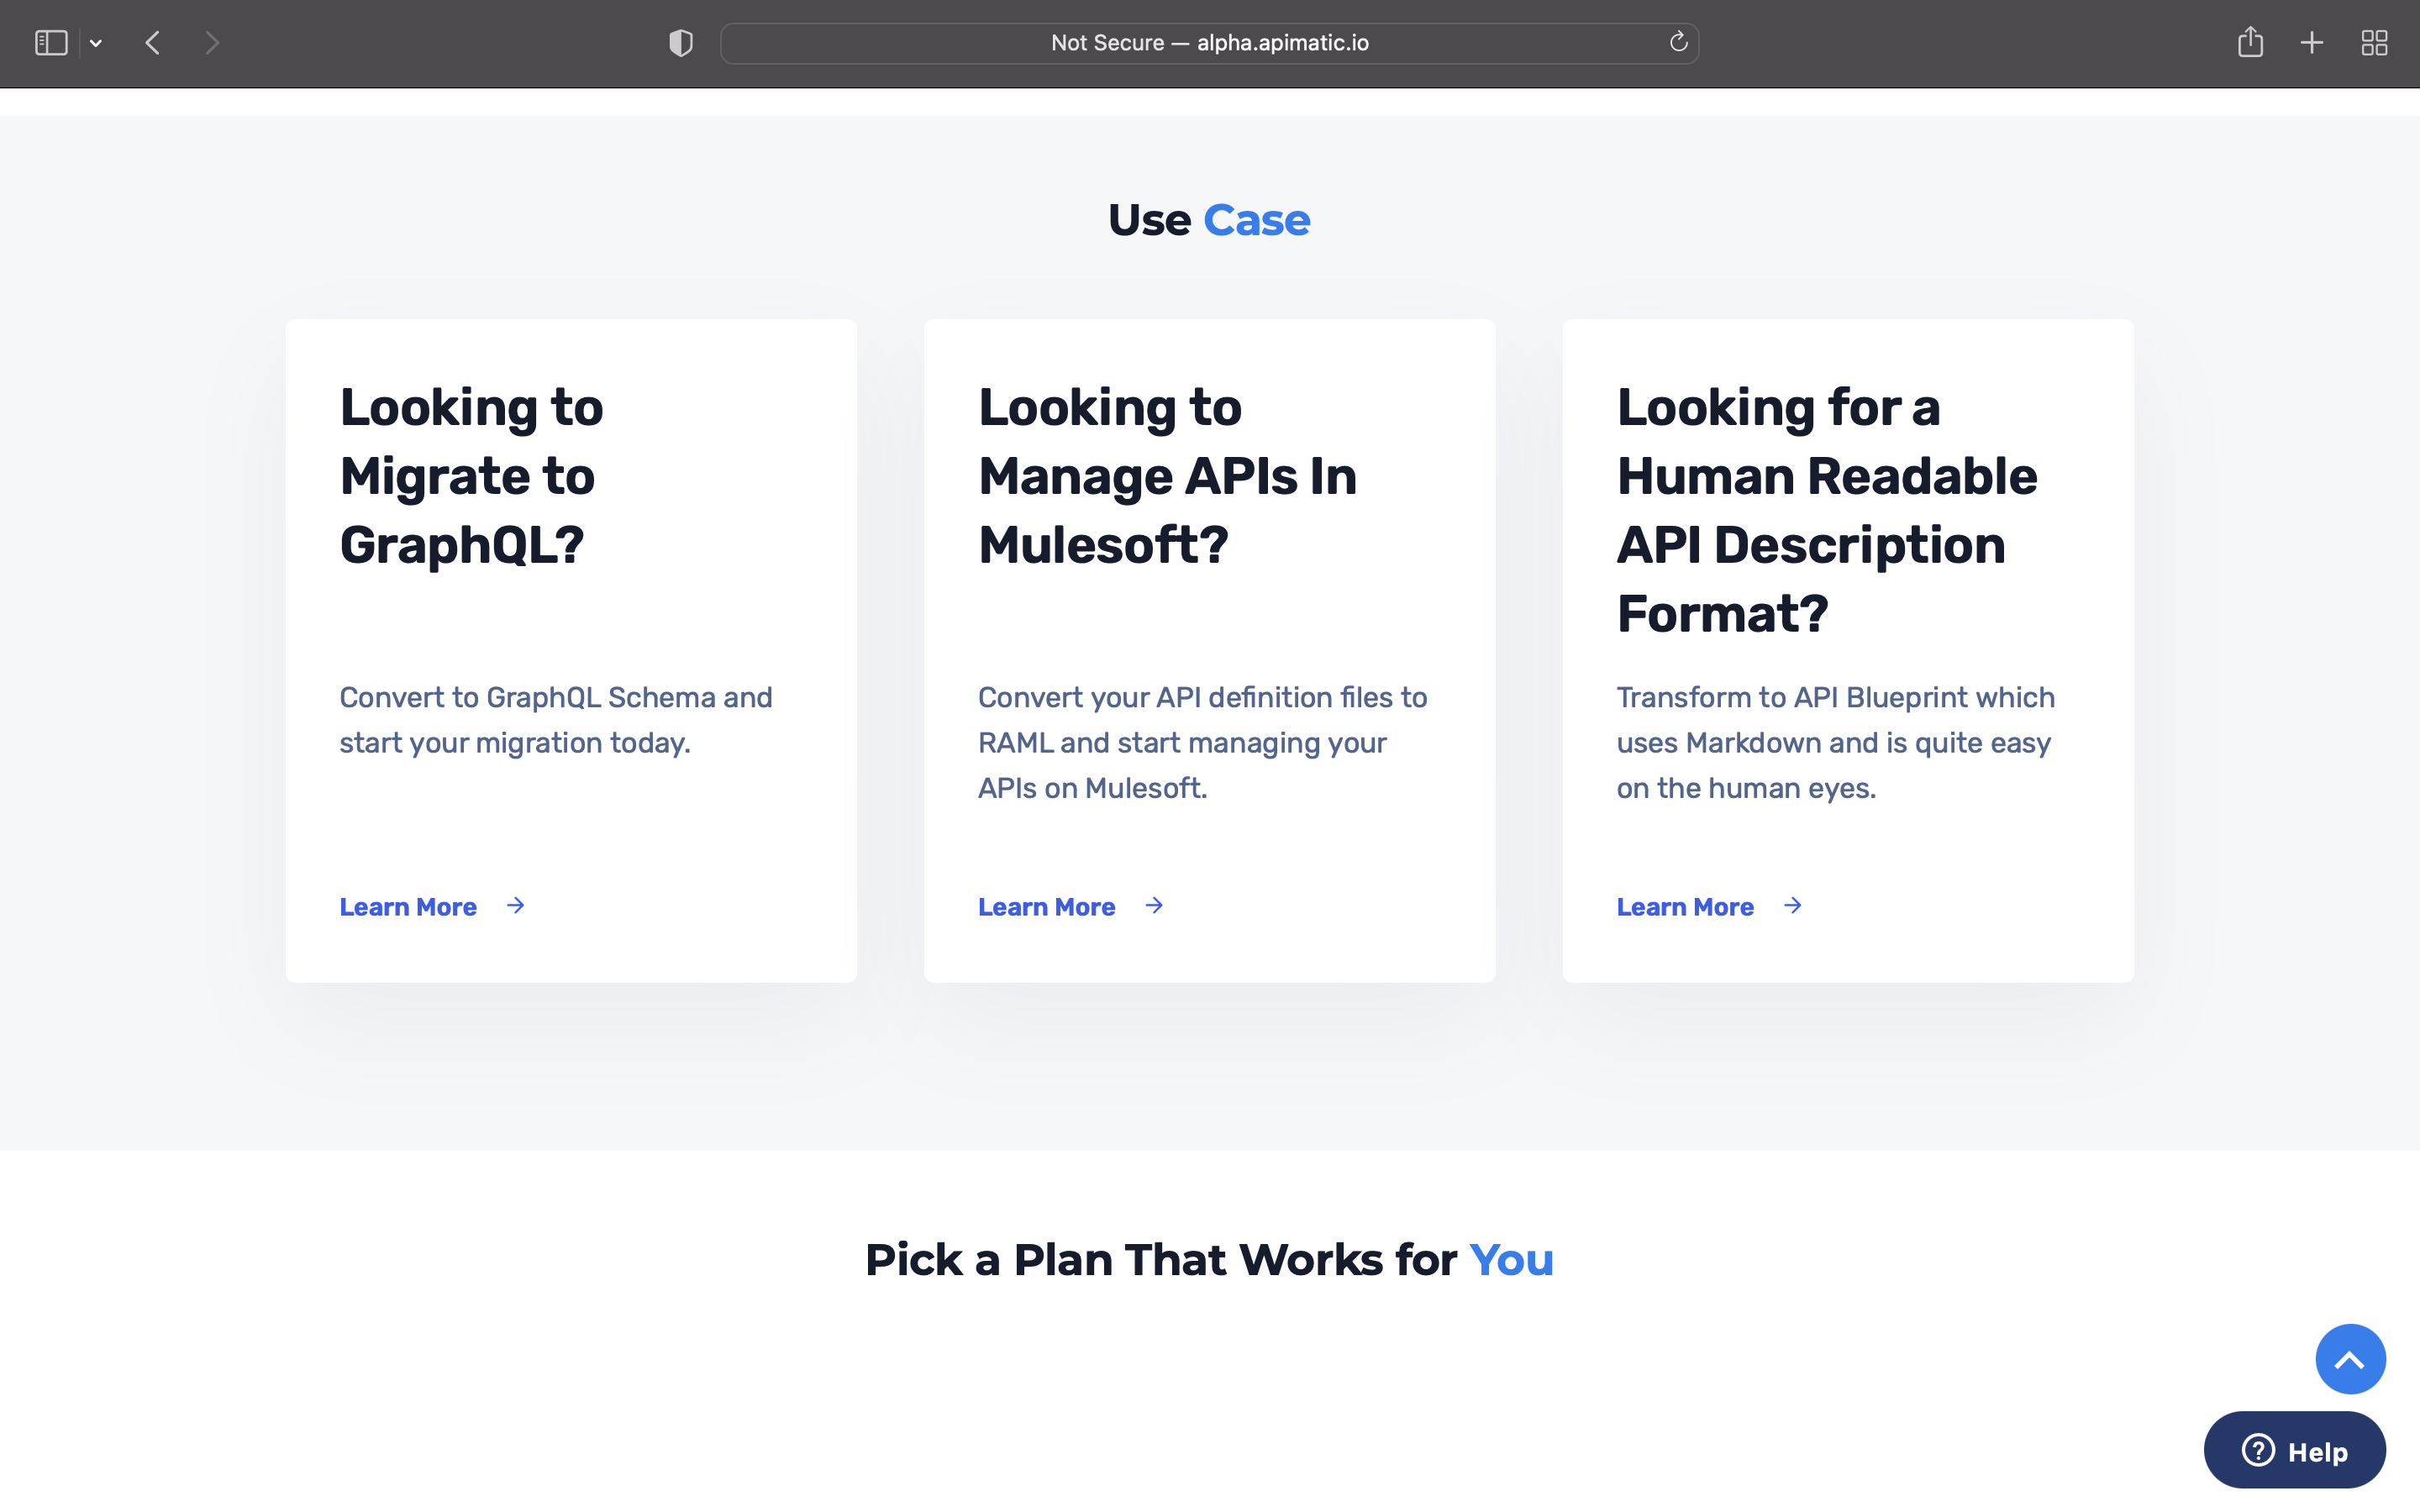 Not Secure — alpha.apimatic.io
Use Case
Looking to
Migrate to
GraphQL?
Convert to GraphQL Schema and
start your migration today.
Learn More →
Looking to
Manage APIs In
Mulesoft?
Convert your API definition files to
RAML and start managing your
APIs on Mulesoft.
Learn More →
Looking for a
Human Readable
API Description
Format?
Transform to API Blueprint which
uses Markdown and is quite easy
on the human eyes.
Learn More →
Pick a Plan That Works for You
Help